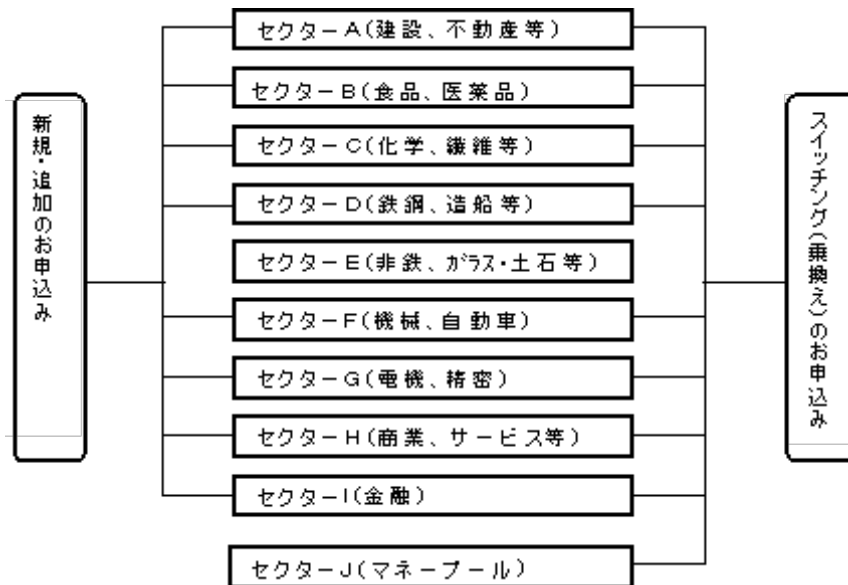 新規・追加のお申込み
セクターA(建設、不動産等)
セクターB(食品、医薬品)
セクターC(化学、繊維等)
セクターD(鉄鋼、造船等)
セクターE(非鉄、ガラス・土石等)
セクターF(機械、自動車)
セクターG(電機、精密)
セクターH(商業、サービス等)
セクターI(金融)
セクターJ(マネープール)
スイッチング(乗換え)のお申込み